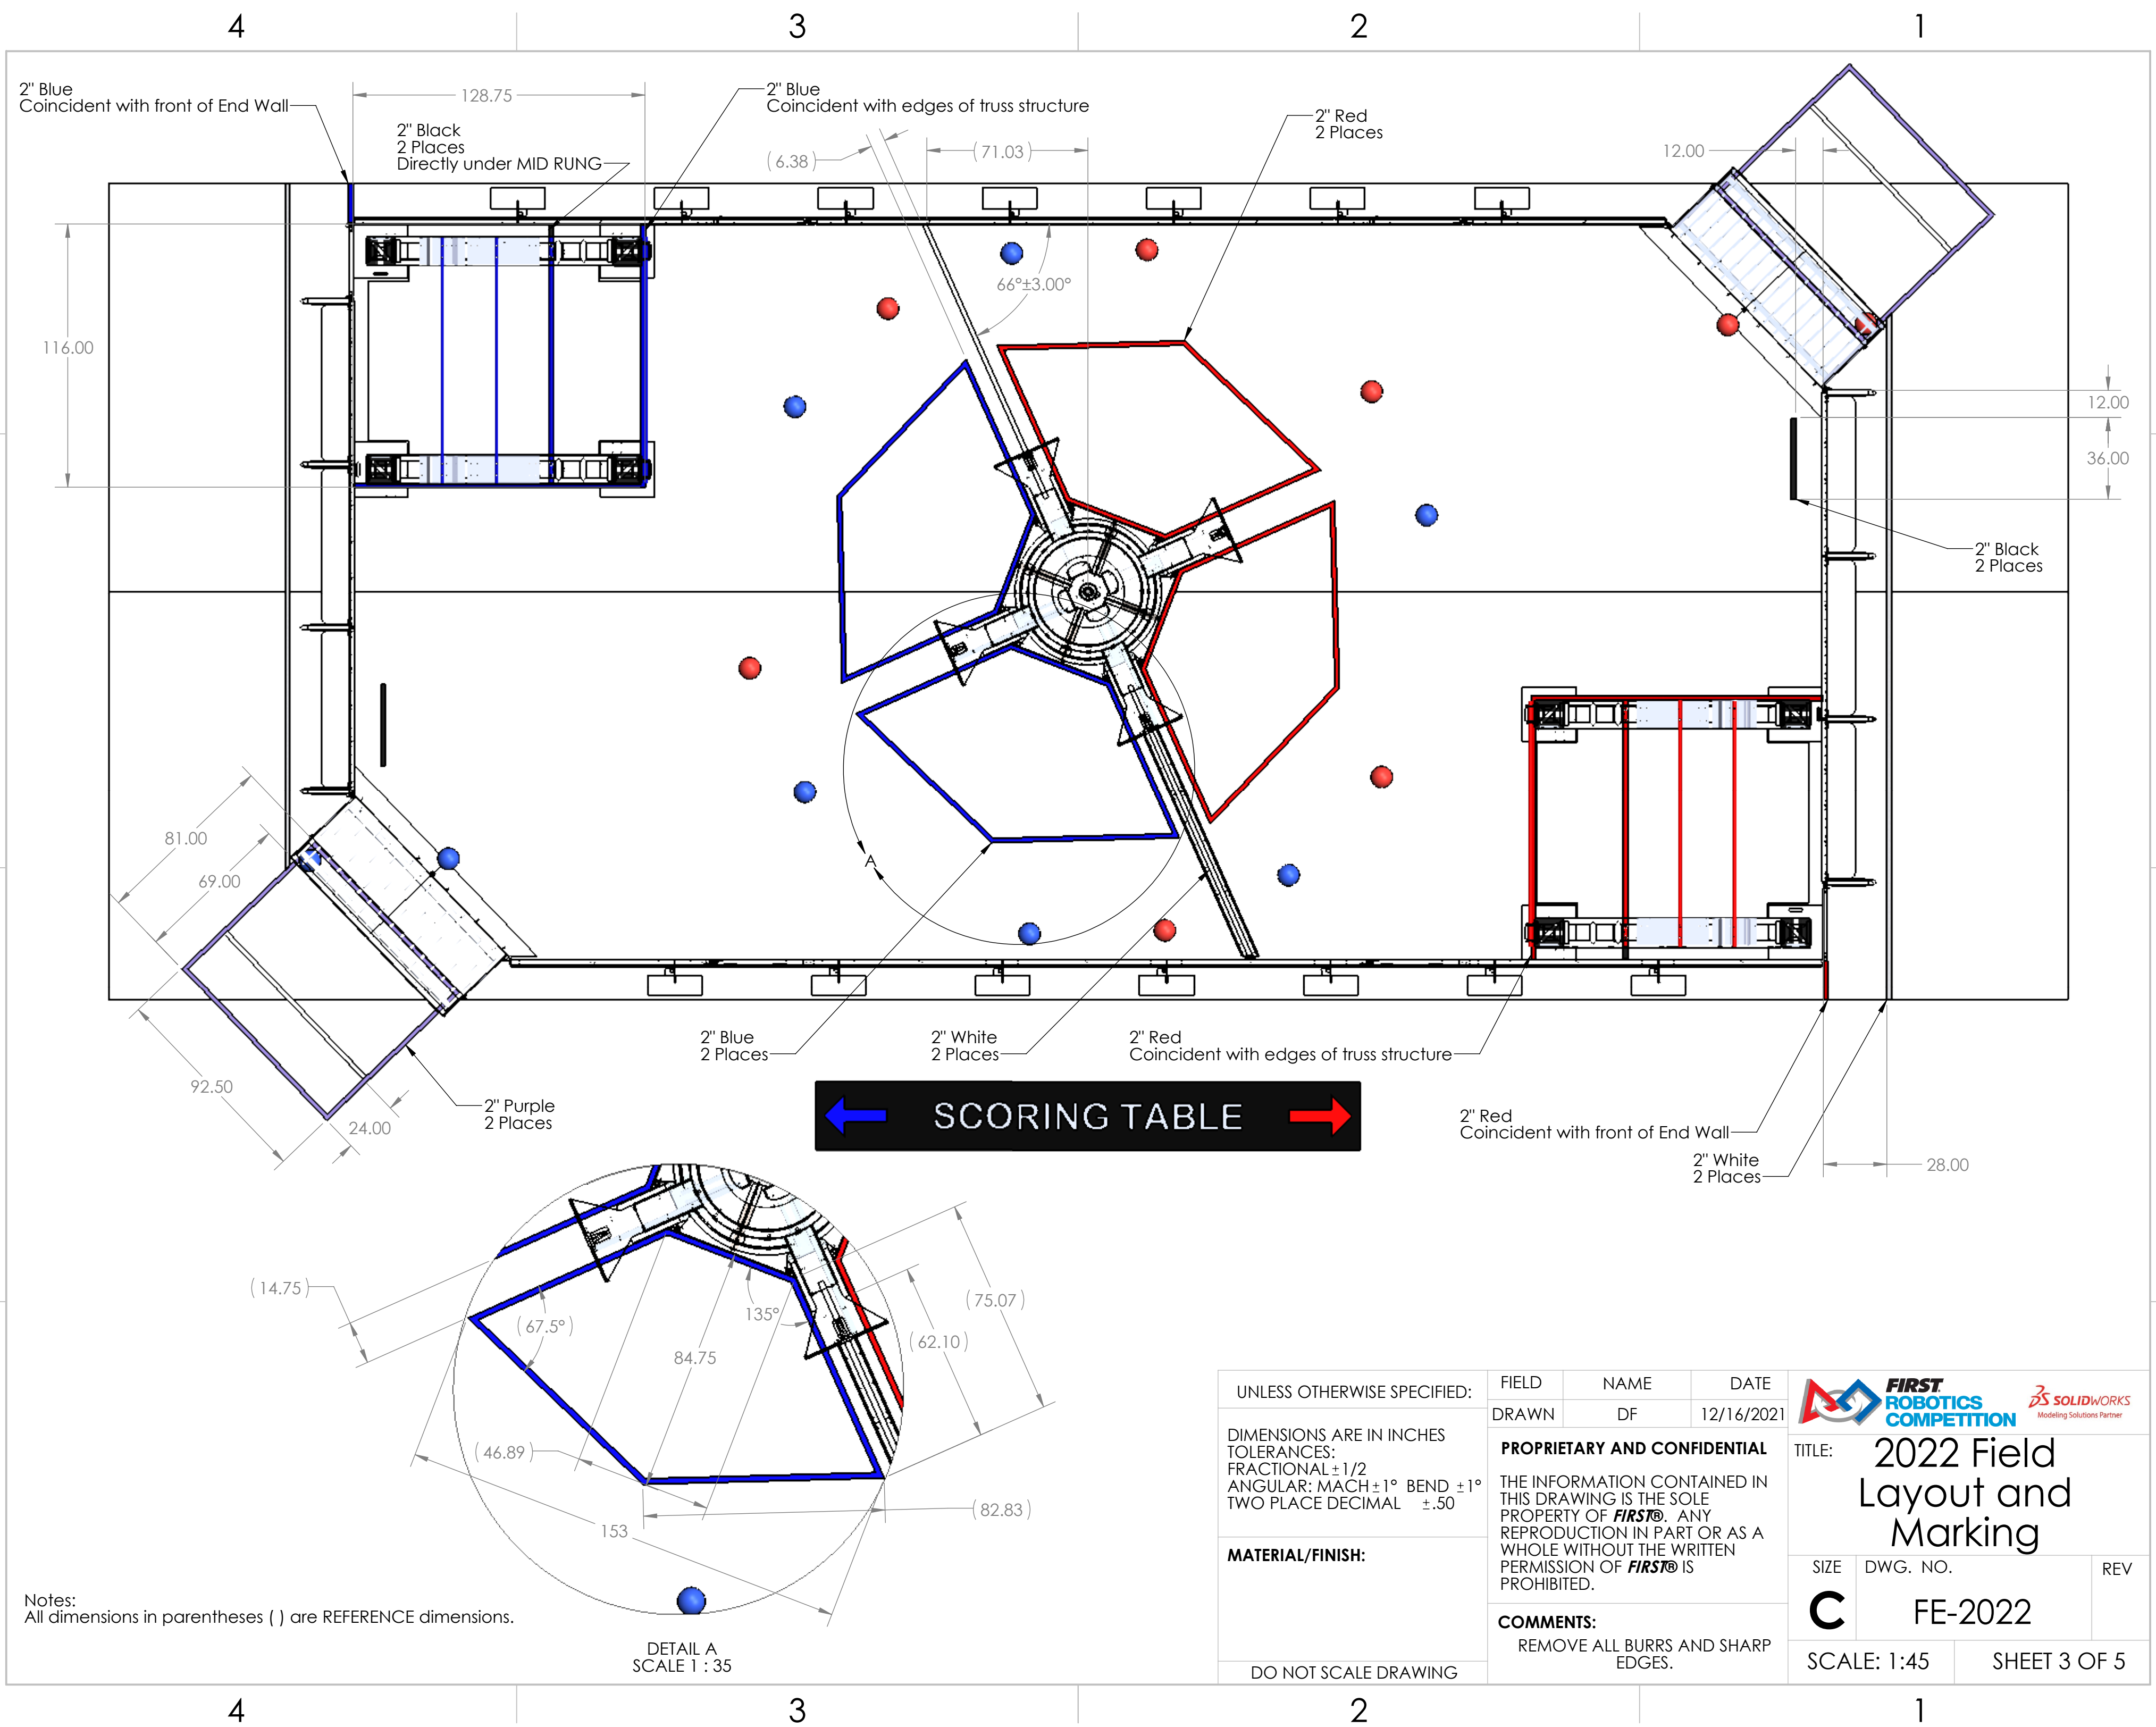 4
3
2
1
2" Blue
Coincident with front of End Wall
128.75
2" Black
2 Places
Directly under MID RUNG
2" Blue
Coincident with edges of truss structure
(6.38)
(71.03)
2" Red
2 Places
12.00
66°±3.00°
116.00
12.00
36.00
2" Black
2 Places
81.00
69.00
A
92.50
24.00
2" Purple
2 Places
2" Blue
2 Places
2" White
2 Places
2" Red
Coincident with edges of truss structure
SCORING TABLE
2" Red
Coincident with front of End Wall
2" White
2 Places
28.00
(14.75)
(67.5°)
135°
84.75
(75.07)
(62.10)
(46.89)
(82.83)
153
DETAIL A
SCALE 1 : 35
Notes:
All dimensions in parentheses ( ) are REFERENCE dimensions.
UNLESS OTHERWISE SPECIFIED:
DIMENSIONS ARE IN INCHES
TOLERANCES:
FRACTIONAL±1/2
ANGULAR: MACH±1° BEND ±1°
TWO PLACE DECIMAL ±.50
MATERIAL/FINISH:
DO NOT SCALE DRAWING
FIELD NAME DATE
DRAWN DF 12/16/2021
PROPRIETARY AND CONFIDENTIAL
THE INFORMATION CONTAINED IN
THIS DRAWING IS THE SOLE
PROPERTY OF FIRST®. ANY
REPRODUCTION IN PART OR AS A
WHOLE WITHOUT THE WRITTEN
PERMISSION OF FIRST® IS
PROHIBITED.
COMMENTS:
REMOVE ALL BURRS AND SHARP
EDGES.
FIRST
ROBOTICS
COMPETITION
SOLIDWORKS
Modeling Solutions Partner
TITLE:
2022 Field
Layout and
Marking
SIZE DWG. NO. REV
C FE-2022
SCALE: 1:45 SHEET 3 OF 5
4
3
2
1